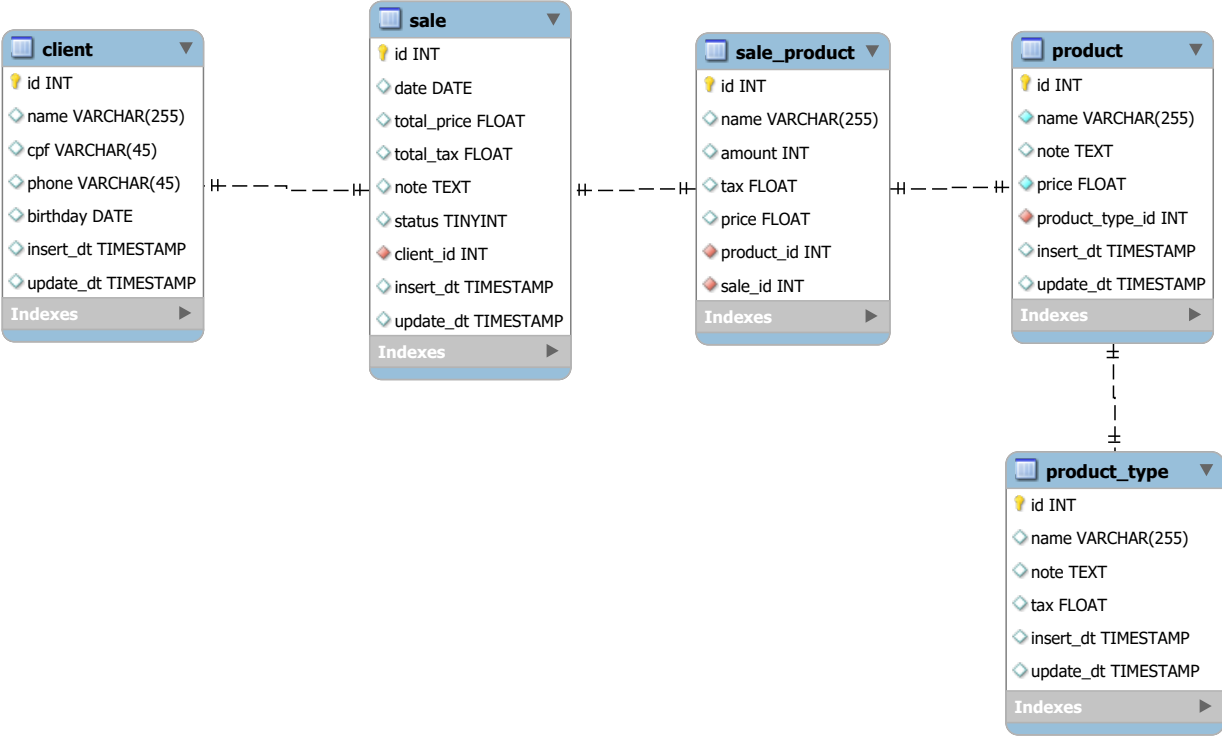 client
id INT
name VARCHAR(255)
cpf VARCHAR(45)
phone VARCHAR(45)
birthday DATE
insert_dt TIMESTAMP
update_dt TIMESTAMP
Indexes
sale
id INT
date DATE
total_price FLOAT
total_tax FLOAT
note TEXT
status TINYINT
client_id INT
insert_dt TIMESTAMP
update_dt TIMESTAMP
Indexes
sale_product
id INT
name VARCHAR(255)
amount INT
tax FLOAT
price FLOAT
product_id INT
sale_id INT
Indexes
product
id INT
name VARCHAR(255)
note TEXT
price FLOAT
product_type_id INT
insert_dt TIMESTAMP
update_dt TIMESTAMP
Indexes
product_type
id INT
name VARCHAR(255)
note TEXT
tax FLOAT
insert_dt TIMESTAMP
update_dt TIMESTAMP
Indexes